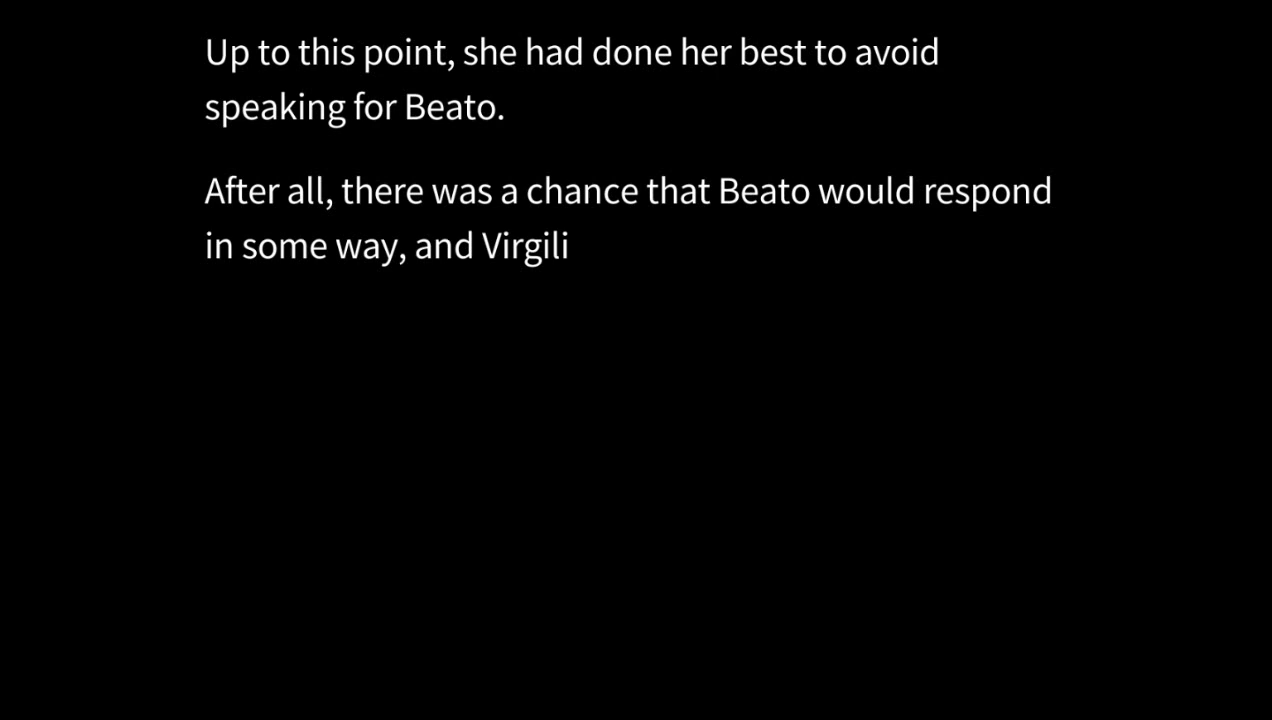 Up to this point, she had done her best to avoid
speaking for Beato.
After all, there was a chance that Beato would respond
in some way, and Virgili